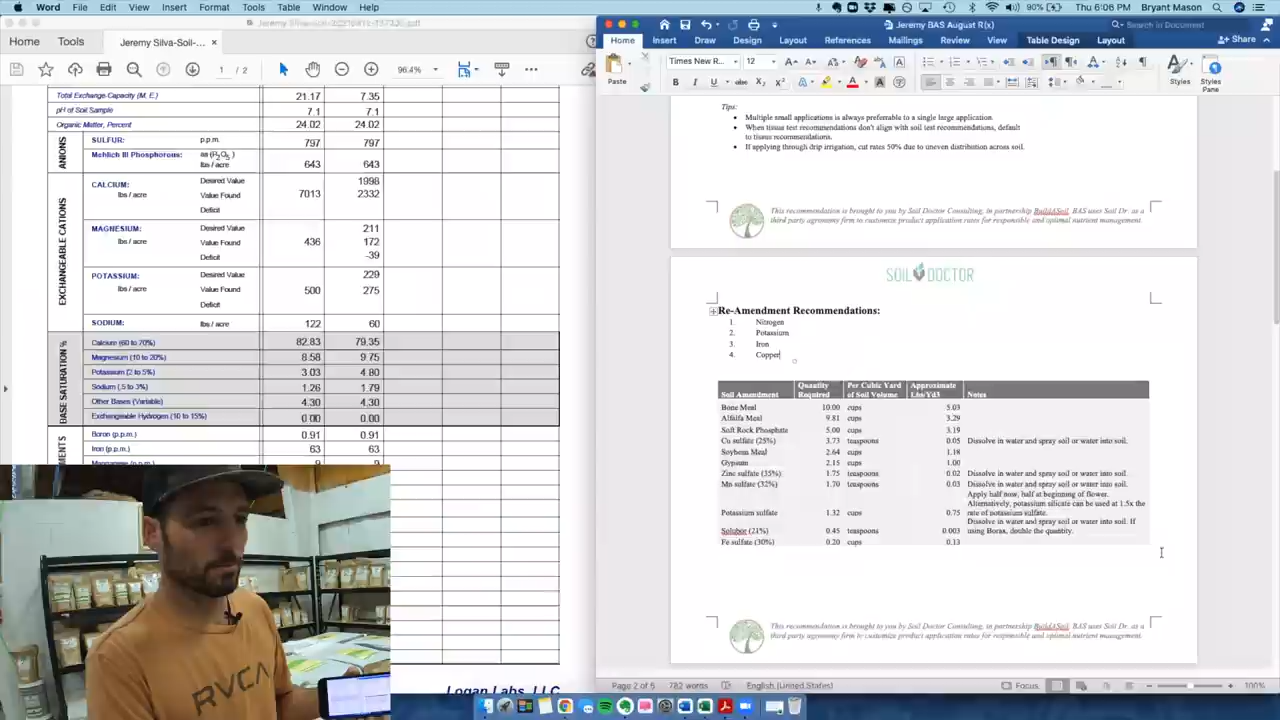 Word File Edit View Insert Format Tools Table Window Help
90% Thu 6:08 PM Bryant Mason
Jeremy BAS August R(x)
Search in Document
Home Tools Jeremy Silva-Soil-...
Home Insert Draw Design Layout References Mailings Review View Table Design Layout
Share
/ 2 96.4%
Paste
Times New R... 12
Styles Styles Pane
Total Exchange-Capacity (M. E.) 21.17 7.35
pH of Soil Sample 7.1 7.1
Organic Matter, Percent 24.02 24.02
ANIONS
SULFUR: p.p.m. 797 797
Mehlich III Phosphorous: as (P2O5) lbs / acre 643 643
EXCHANGEABLE CATIONS
CALCIUM: Desired Value 1998
lbs / acre Value Found 7013 2332
Deficit
MAGNESIUM: Desired Value
lbs / acre Value Found 436 172
Deficit -39
POTASSIUM: Desired Value 229
lbs / acre Value Found 500 275
Deficit
SODIUM: lbs / acre 122 60
BASE SATURATION %
Calcium (60 to 70%) 82.83 79.35
Magnesium (10 to 20%) 8.58 9.75
Potassium (2 to 5%) 3.03 4.80
Sodium (.5 to 3%) 1.26 1.79
Other Bases (Variable) 4.30 4.30
Exchangeable Hydrogen (10 to 15%) 0.00 0.00
Boron (p.p.m.) 0.91 0.91
Iron (p.p.m.) 63 63
RVCA
Tips:
• Multiple small applications is always preferable to a single large application.
• When tissue test recommendations don't align with soil test recommendations, default
to tissue recommendations.
• If applying through drip irrigation, cut rates 50% due to uneven distribution across soil.
This recommendation is brought to you by Soil Doctor Consulting, in partnership BuildASoil. BAS uses Soil Dr. as a
third party agronomy firm to customize product application rates for responsible and optimal nutrient management.
SOIL DOCTOR
Re-Amendment Recommendations:
1. Nitrogen
2. Potassium
3. Iron
4. Copper
Soil Amendment Quantity Required Per Cubic Yard of Soil Volume Approximate Lbs/Yd3 Notes
Bone Meal 10.00 cups 5.03
Alfalfa Meal 9.81 cups 3.29
Soft Rock Phosphate 5.00 cups 3.19
Cu sulfate (25%) 3.73 teaspoons 0.05 Dissolve in water and spray soil or water into soil.
Soybean Meal 2.64 cups 1.18
Gypsum 2.15 cups 1.00
Zinc sulfate (35%) 1.75 teaspoons 0.02 Dissolve in water and spray soil or water into soil.
Mn sulfate (32%) 1.70 teaspoons 0.03 Dissolve in water and spray soil or water into soil.
Apply half now, half at beginning of flower.
Alternatively, potassium silicate can be used at 1.5x the
Potassium sulfate 1.32 cups 0.75 rate of potassium sulfate.
Dissolve in water and spray soil or water into soil. If
Solubor (21%) 0.45 teaspoons 0.003 using Borax, double the quantity.
Fe sulfate (30%) 0.20 cups 0.13
This recommendation is brought to you by Soil Doctor Consulting, in partnership BuildASoil. BAS uses Soil Dr. as a
third party agronomy firm to customize product application rates for responsible and optimal nutrient management.
Page 2 of 5 782 words English (United States) Focus 100%